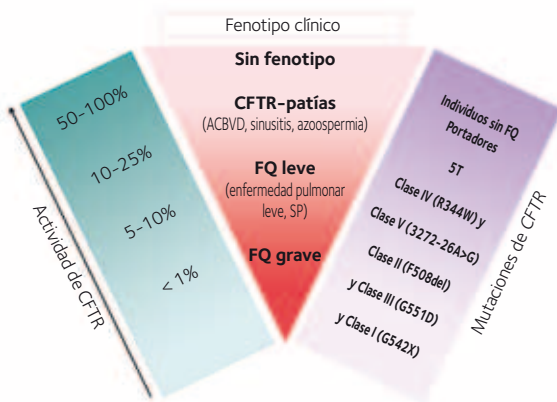 Fenotipo clínico
Sin fenotipo
CFTR-patías
(ACBVD, sinusitis, azoospermia)
FQ leve
(enfermedad pulmonar
leve, SP)
FQ grave
Actividad de CFTR
50-100%
10-25%
5-10%
< 1%
Individuos sin FQ
Portadores
5T
Clase IV (R344W) y
Clase V (3272-26A>G)
Clase II (F508del)
y Clase III (G551D)
y Clase I (G542X)
Mutaciones de CFTR